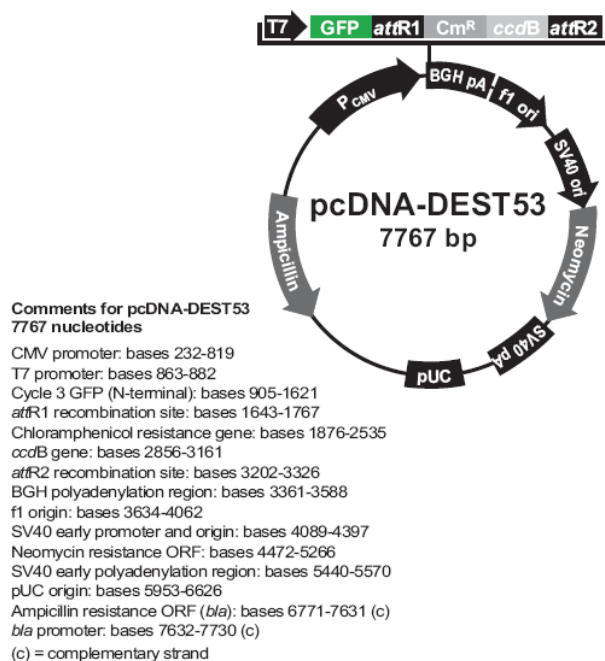 T7 GFP attR1 CmR ccdB attR2
PCMV
BGH pA
f1 ori
SV40 ori
Neomycin
SV40 pA
pUC
Ampicillin
pcDNA-DEST53
7767 bp
Comments for pcDNA-DEST53
7767 nucleotides
CMV promoter: bases 232-819
T7 promoter: bases 863-882
Cycle 3 GFP (N-terminal): bases 905-1621
attR1 recombination site: bases 1643-1767
Chloramphenicol resistance gene: bases 1876-2535
ccdB gene: bases 2856-3161
attR2 recombination site: bases 3202-3326
BGH polyadenylation region: bases 3361-3588
f1 origin: bases 3634-4062
SV40 early promoter and origin: bases 4089-4397
Neomycin resistance ORF: bases 4472-5266
SV40 early polyadenylation region: bases 5440-5570
pUC origin: bases 5953-6626
Ampicillin resistance ORF (bla): bases 6771-7631 (c)
bla promoter: bases 7632-7730 (c)
(c) = complementary strand